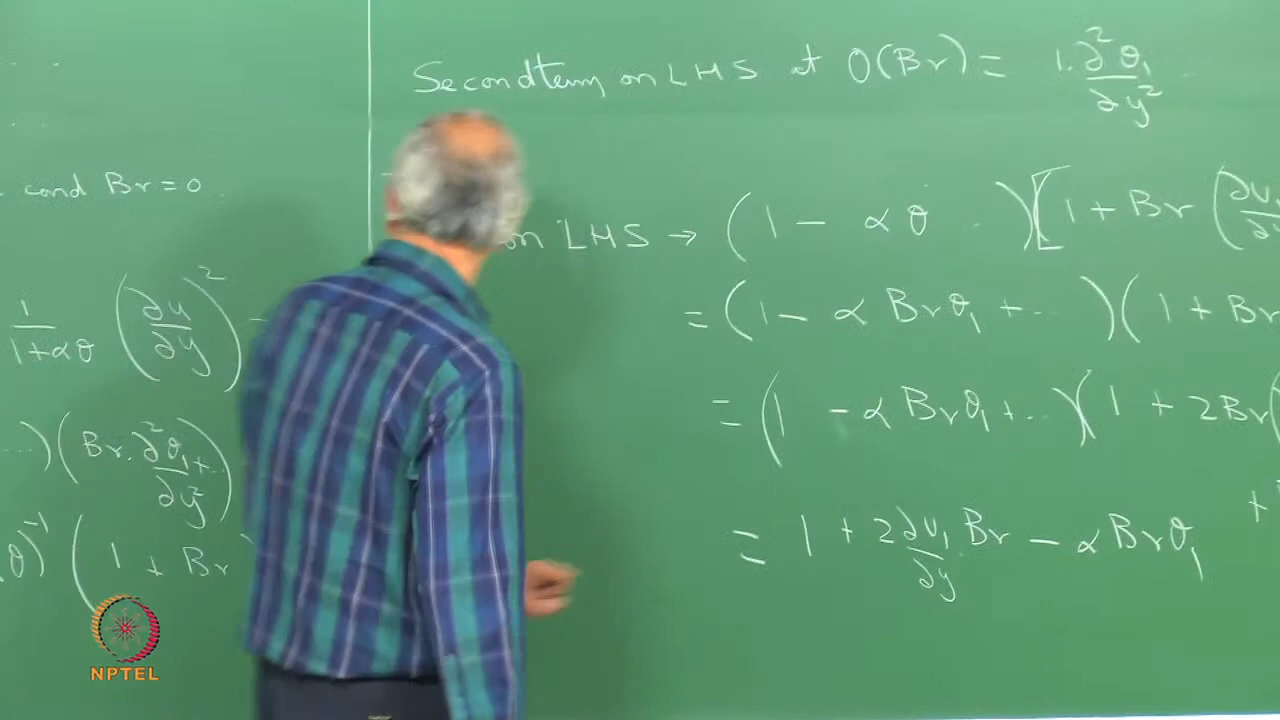 Second term on LHS at O(Br) = 1. ∂²θ₁/∂y²
cond Br = 0
on LHS → (1 - αθ . . )[1 + Br (∂u₁
= (1 - α Br θ₁ + ... )(1 + Br
1/(1+αθ) (∂u/∂y)² -
= (1 - α Br θ₁ + ..)(1 + 2Br(
...)(Br. ∂²θ₁/∂y² + ..)
= 1 + 2 ∂u₁/∂y Br - α Br θ₁ +
θ)⁻¹ (1 + Br
NPTEL